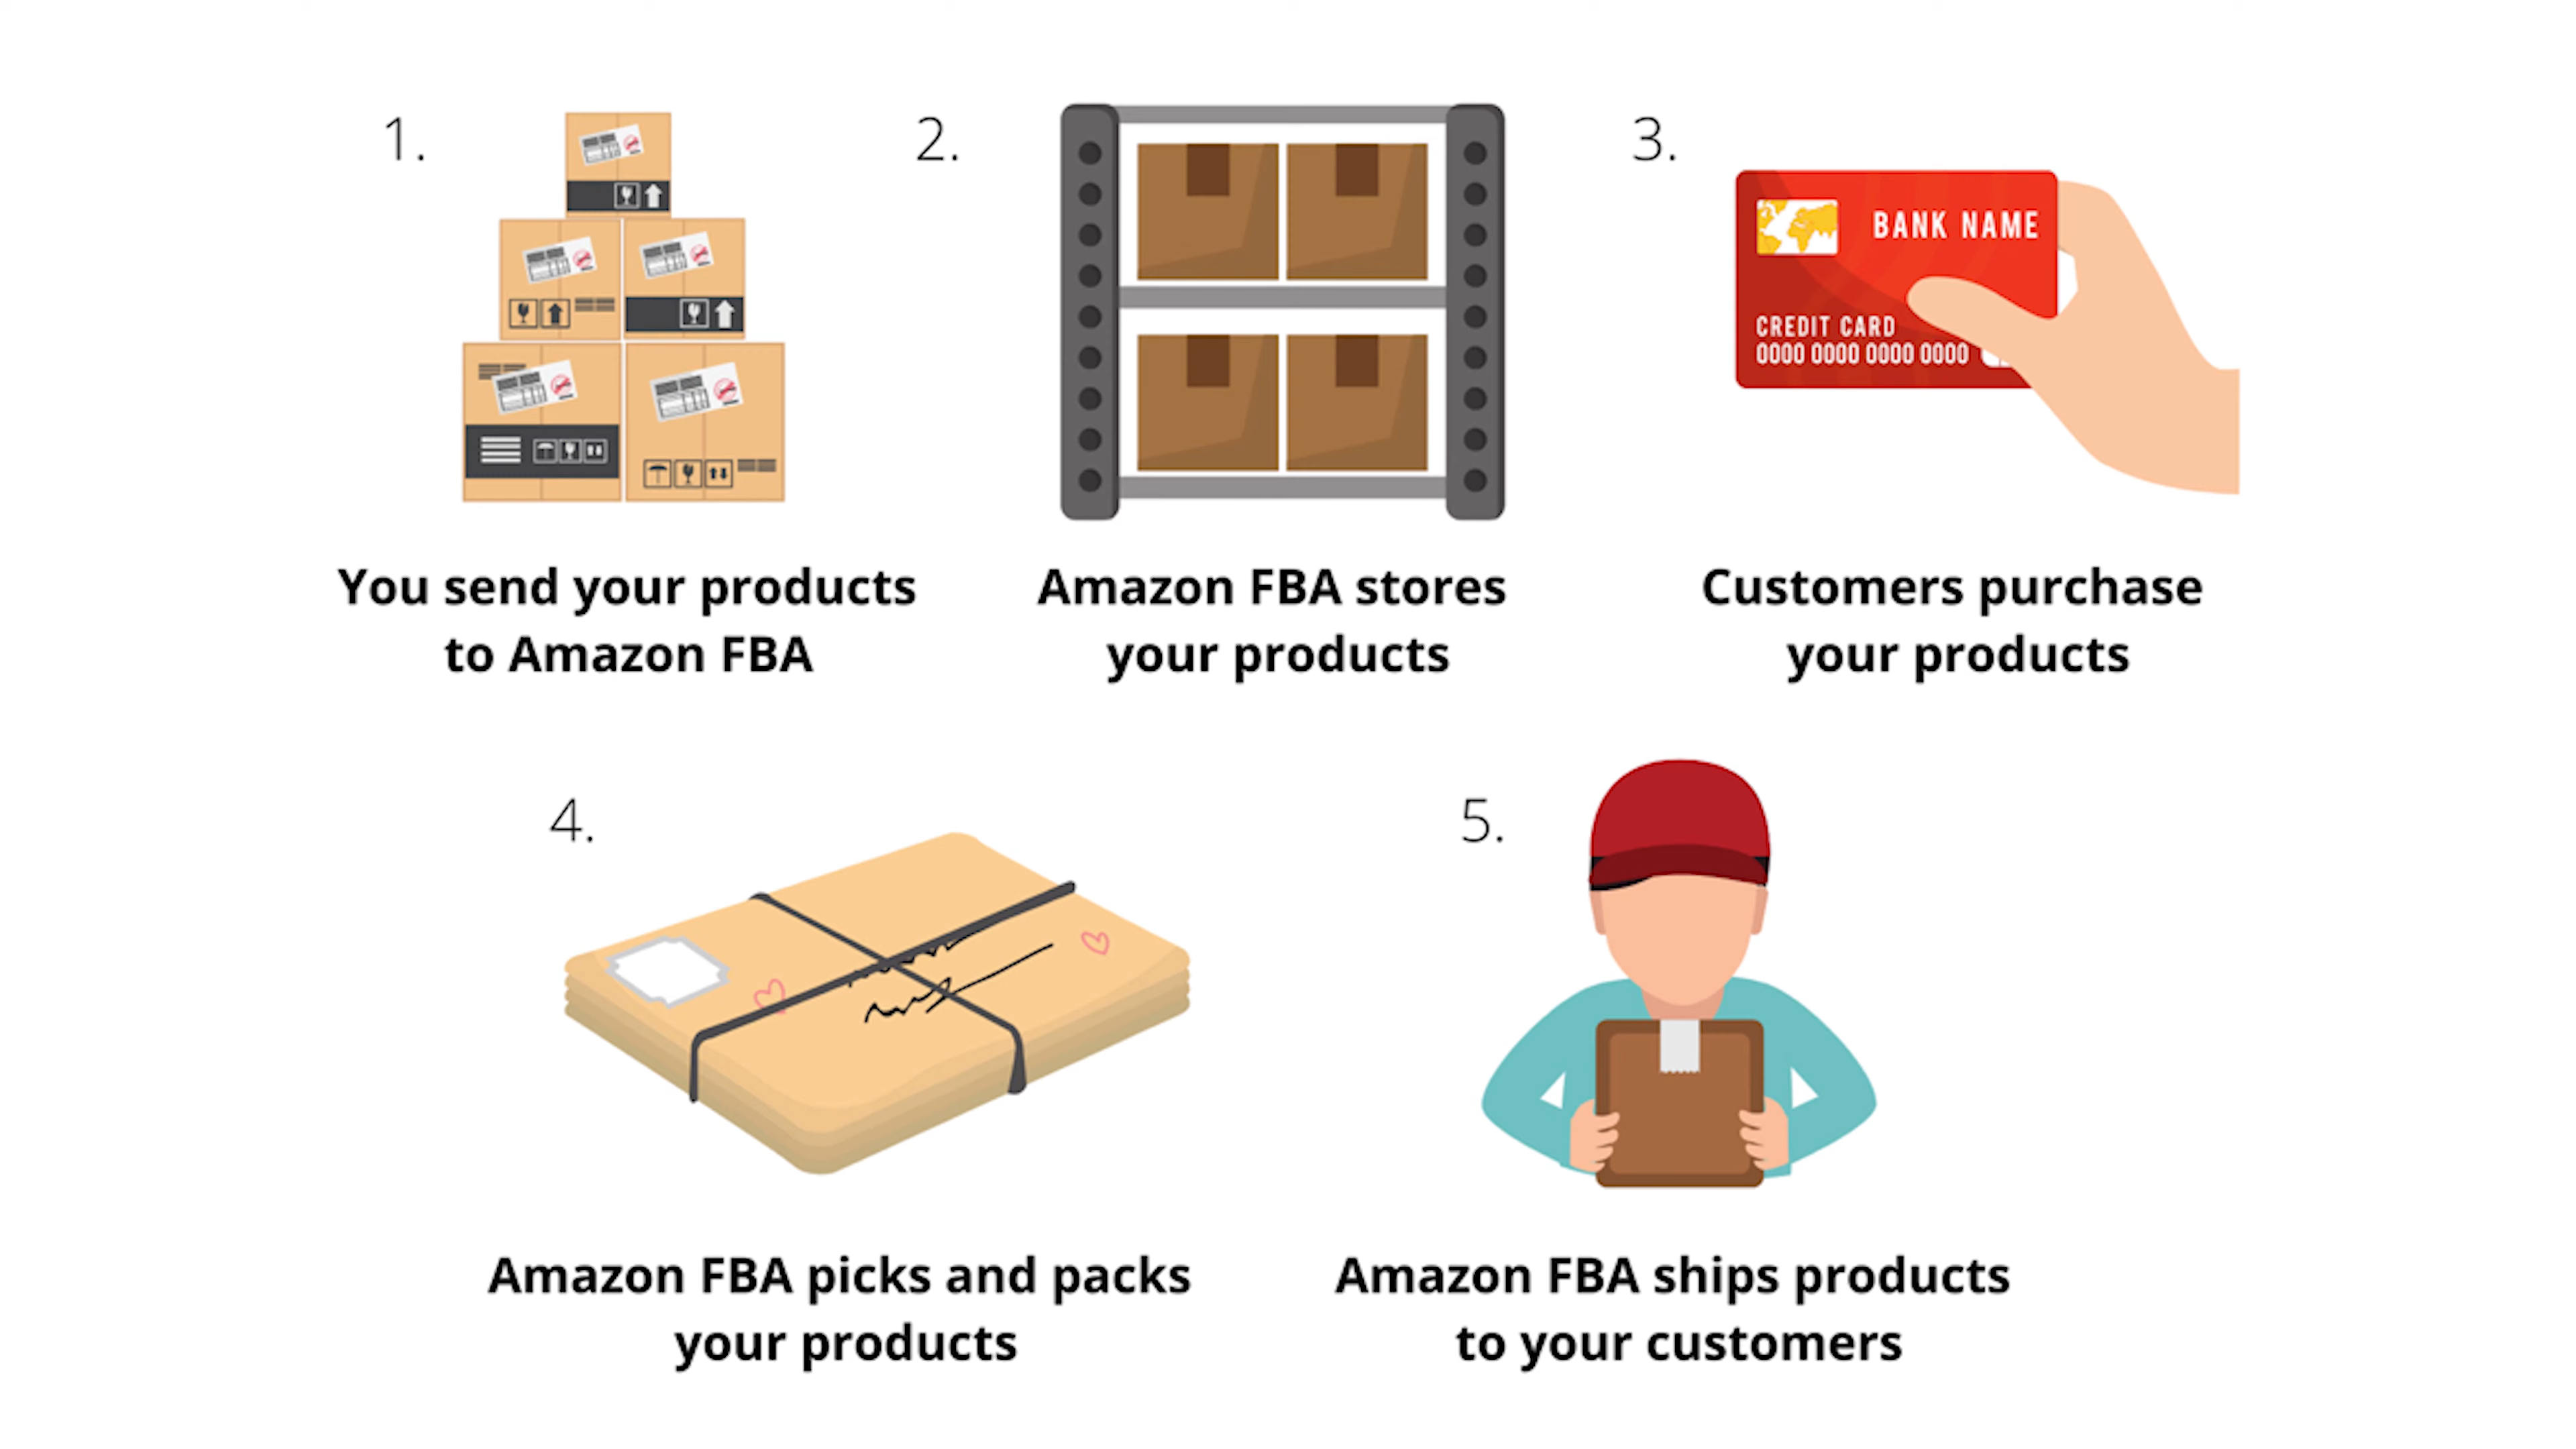 1.
2.
3.
BANK NAME
CREDIT CARD
0000 0000 0000 0000
You send your products
to Amazon FBA
Amazon FBA stores
your products
Customers purchase
your products
4.
5.
Amazon FBA picks and packs
your products
Amazon FBA ships products
to your customers